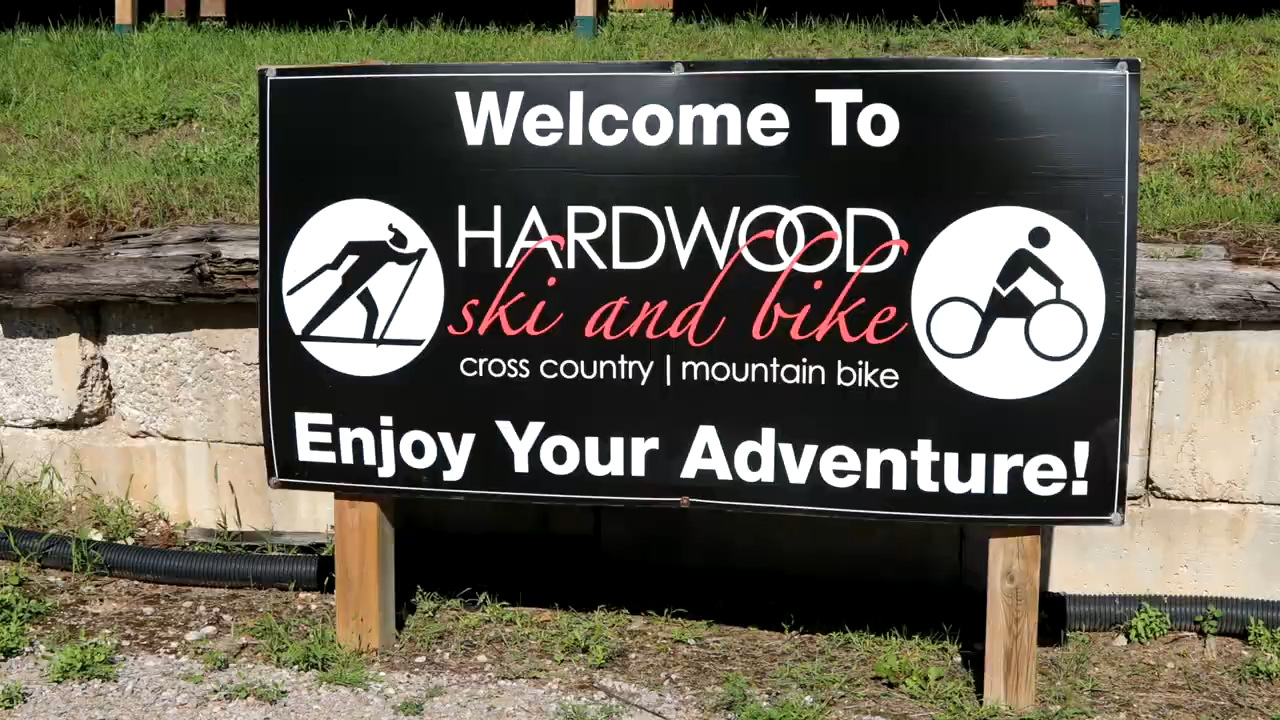 Welcome To
HARDWOOD
ski and bike
cross country | mountain bike
Enjoy Your Adventure!